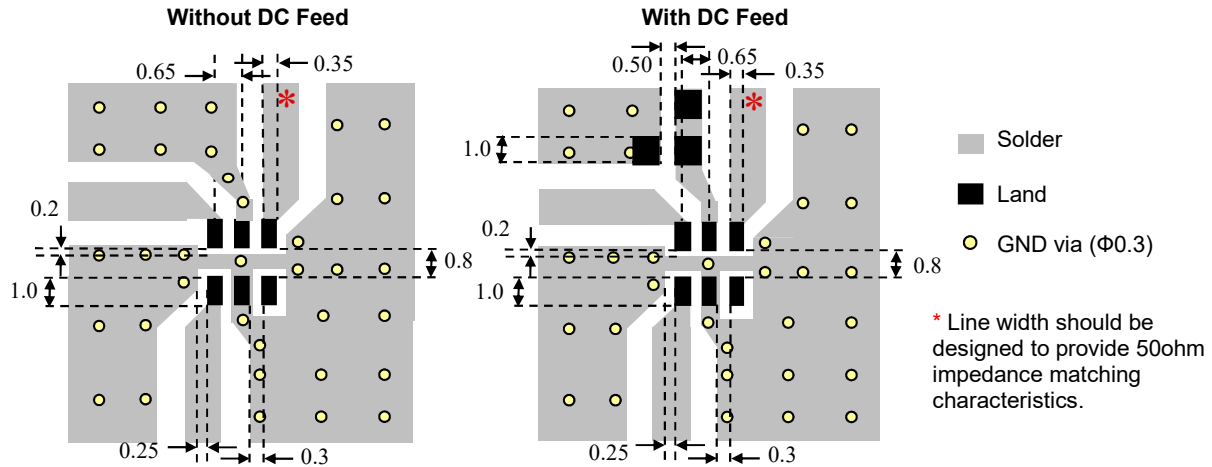 Without DC Feed
With DC Feed
0.65
0.35
*
0.2
1.0
0.8
0.25
0.3
0.50
0.65
0.35
*
1.0
0.2
1.0
0.8
0.25
0.3
Solder
Land
GND via (Φ0.3)
* Line width should be
designed to provide 50ohm
impedance matching
characteristics.